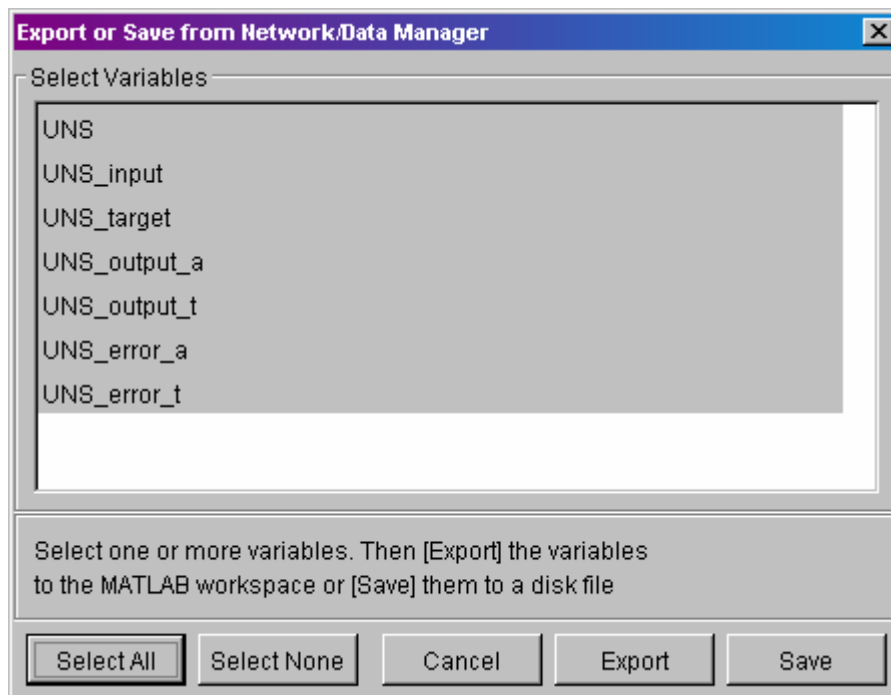 Export or Save from Network/Data Manager
Select Variables
UNS
UNS_input
UNS_target
UNS_output_a
UNS_output_t
UNS_error_a
UNS_error_t
Select one or more variables. Then [Export] the variables
to the MATLAB workspace or [Save] them to a disk file
Select All Select None Cancel Export Save